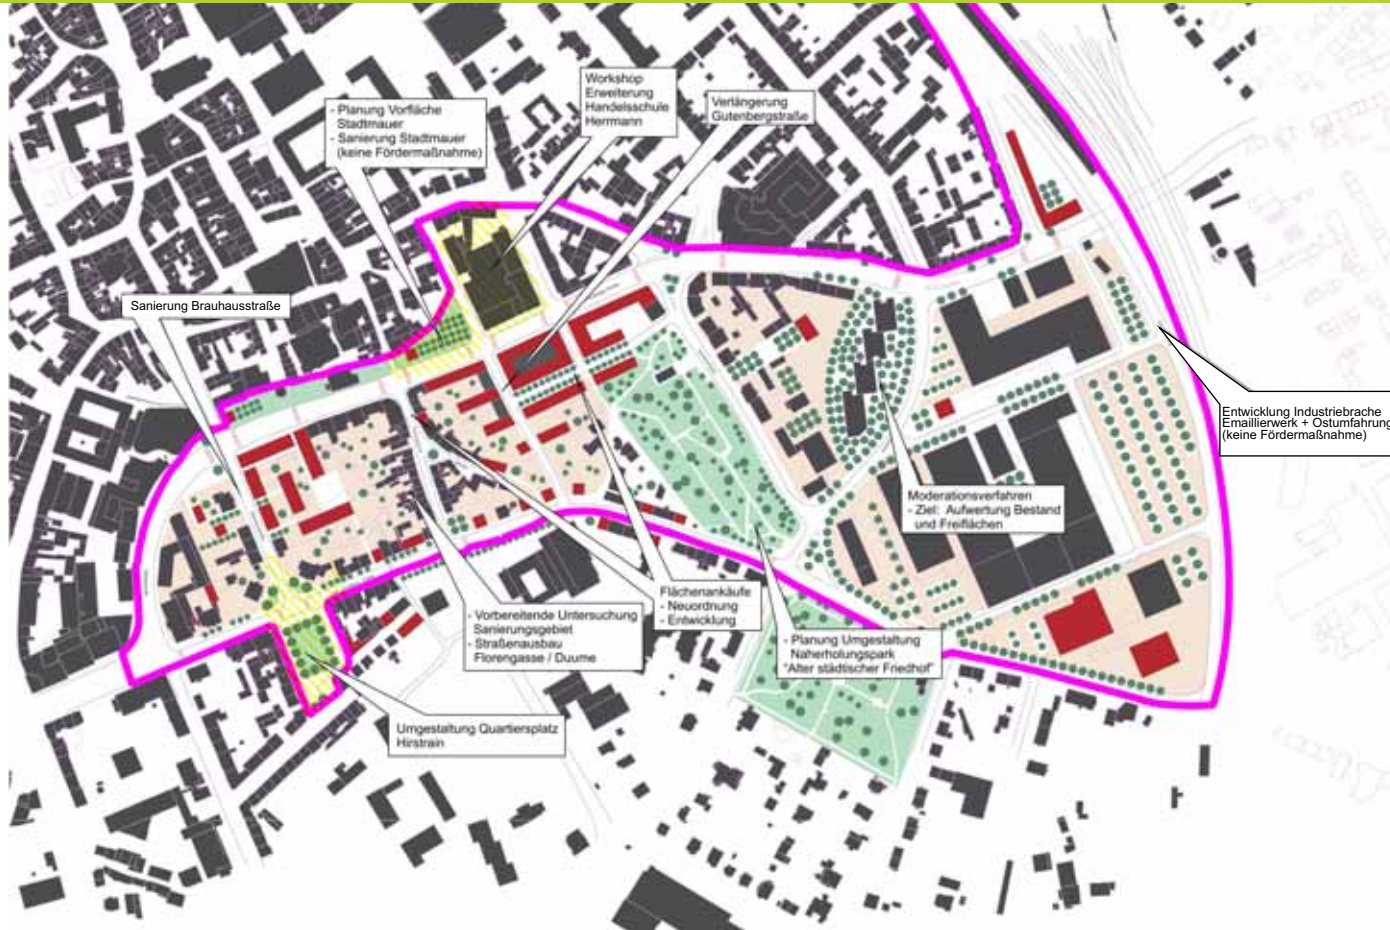 Workshop
Erweiterung
Handelsschule
Herrmann
Verlängerung
Gutenbergstraße
- Planung Vorfläche
Stadtmauer
- Sanierung Stadtmauer
(keine Fördermaßnahme)
Sanierung Brauhausstraße
Entwicklung Industriebrache
Emaillierwerk + Ostumfahrung
(keine Fördermaßnahme)
Moderationsverfahren
- Ziel: Aufwertung Bestand
und Freiflächen
Flächenankäufe
- Neuordnung
- Entwicklung
- Vorbereitende Untersuchung
Sanierungsgebiet
- Straßenausbau
Florengasse / Duume
- Planung Umgestaltung
Naherholungspark
"Alter städtischer Friedhof"
Umgestaltung Quartiersplatz
Hirstrain